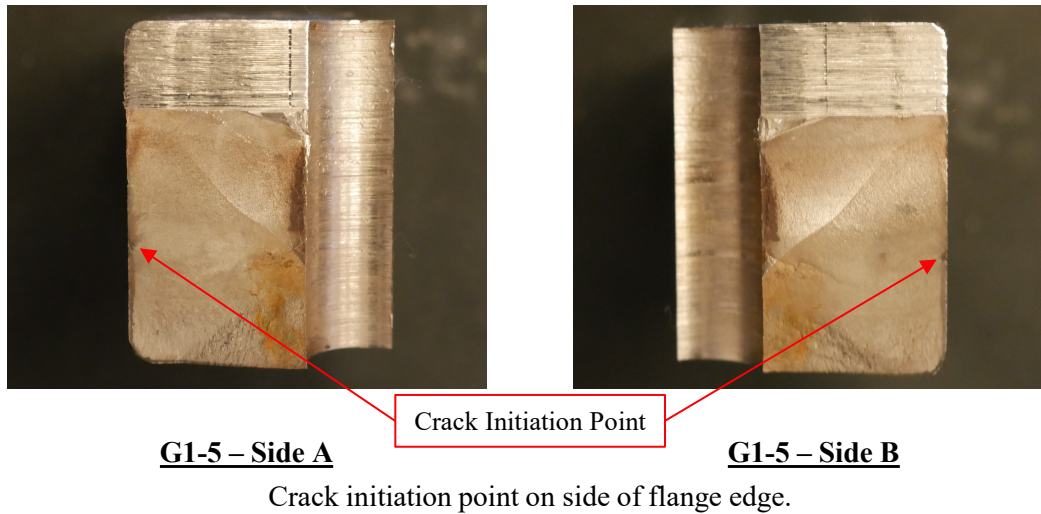 Crack Initiation Point
G1-5 – Side A
G1-5 – Side B
Crack initiation point on side of flange edge.